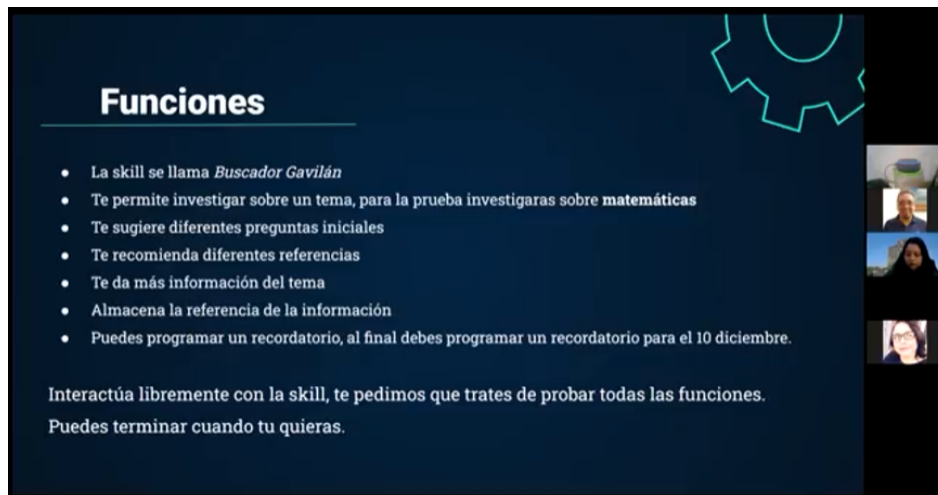 Funciones
● La skill se llama Buscador Gavilán
● Te permite investigar sobre un tema, para la prueba investigaras sobre matemáticas
● Te sugiere diferentes preguntas iniciales
● Te recomienda diferentes referencias
● Te da más información del tema
● Almacena la referencia de la información
● Puedes programar un recordatorio, al final debes programar un recordatorio para el 10 diciembre.
Interactúa libremente con la skill, te pedimos que trates de probar todas las funciones.
Puedes terminar cuando tu quieras.